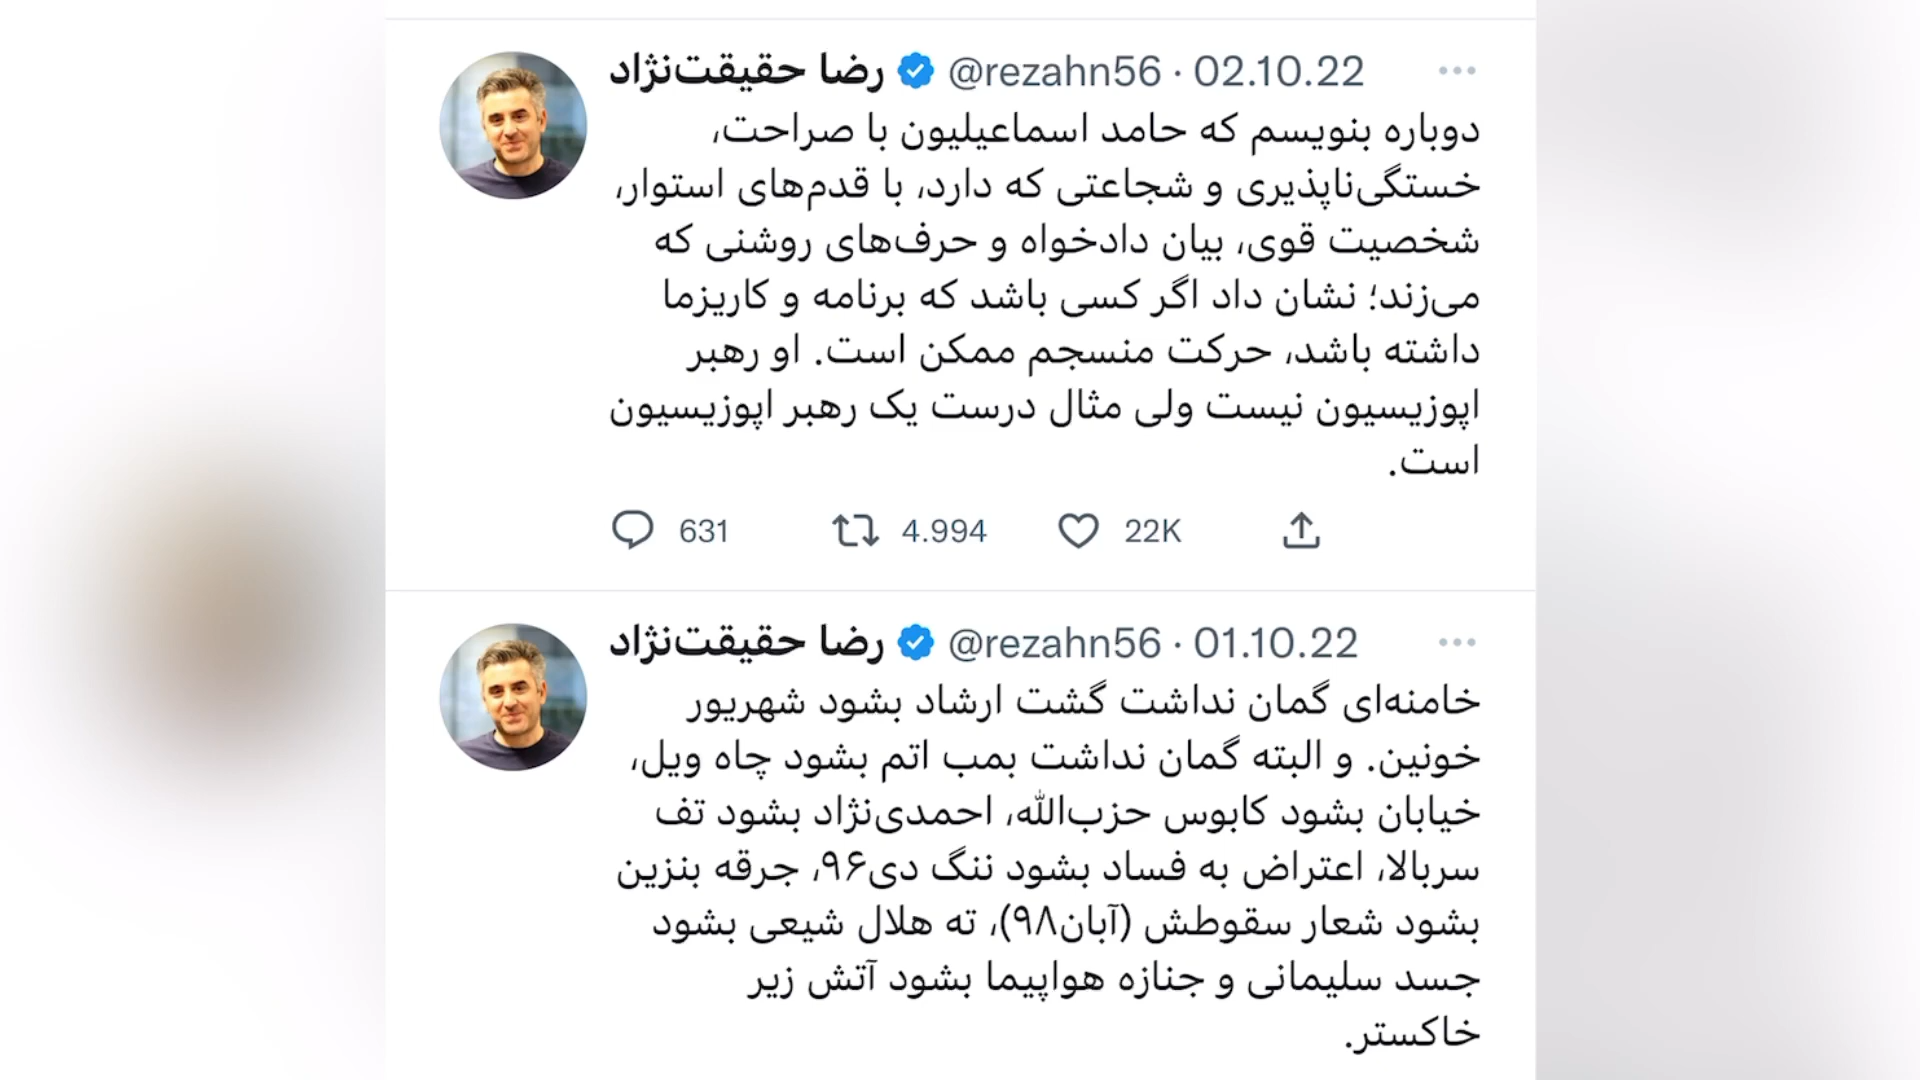 رضا حقیقت‌نژاد @rezahn56 · 02.10.22
دوباره بنویسم که حامد اسماعیلیون با صراحت،
خستگی‌ناپذیری و شجاعتی که دارد، با قدم‌های استوار،
شخصیت قوی، بیان دادخواه و حرف‌های روشنی که
می‌زند؛ نشان داد اگر کسی باشد که برنامه و کاریزما
داشته باشد، حرکت منسجم ممکن است. او رهبر
اپوزیسیون نیست ولی مثال درست یک رهبر اپوزیسیون
است.
631 4.994 22K
رضا حقیقت‌نژاد @rezahn56 · 01.10.22
خامنه‌ای گمان نداشت گشت ارشاد بشود شهریور
خونین. و البته گمان نداشت بمب اتم بشود چاه ویل،
خیابان بشود کابوس حزب‌الله، احمدی‌نژاد بشود تف
سربالا، اعتراض به فساد بشود ننگ دی۹۶، جرقه بنزین
بشود شعار سقوطش (آبان۹۸)، ته هلال شیعی بشود
جسد سلیمانی و جنازه هواپیما بشود آتش زیر
خاکستر.